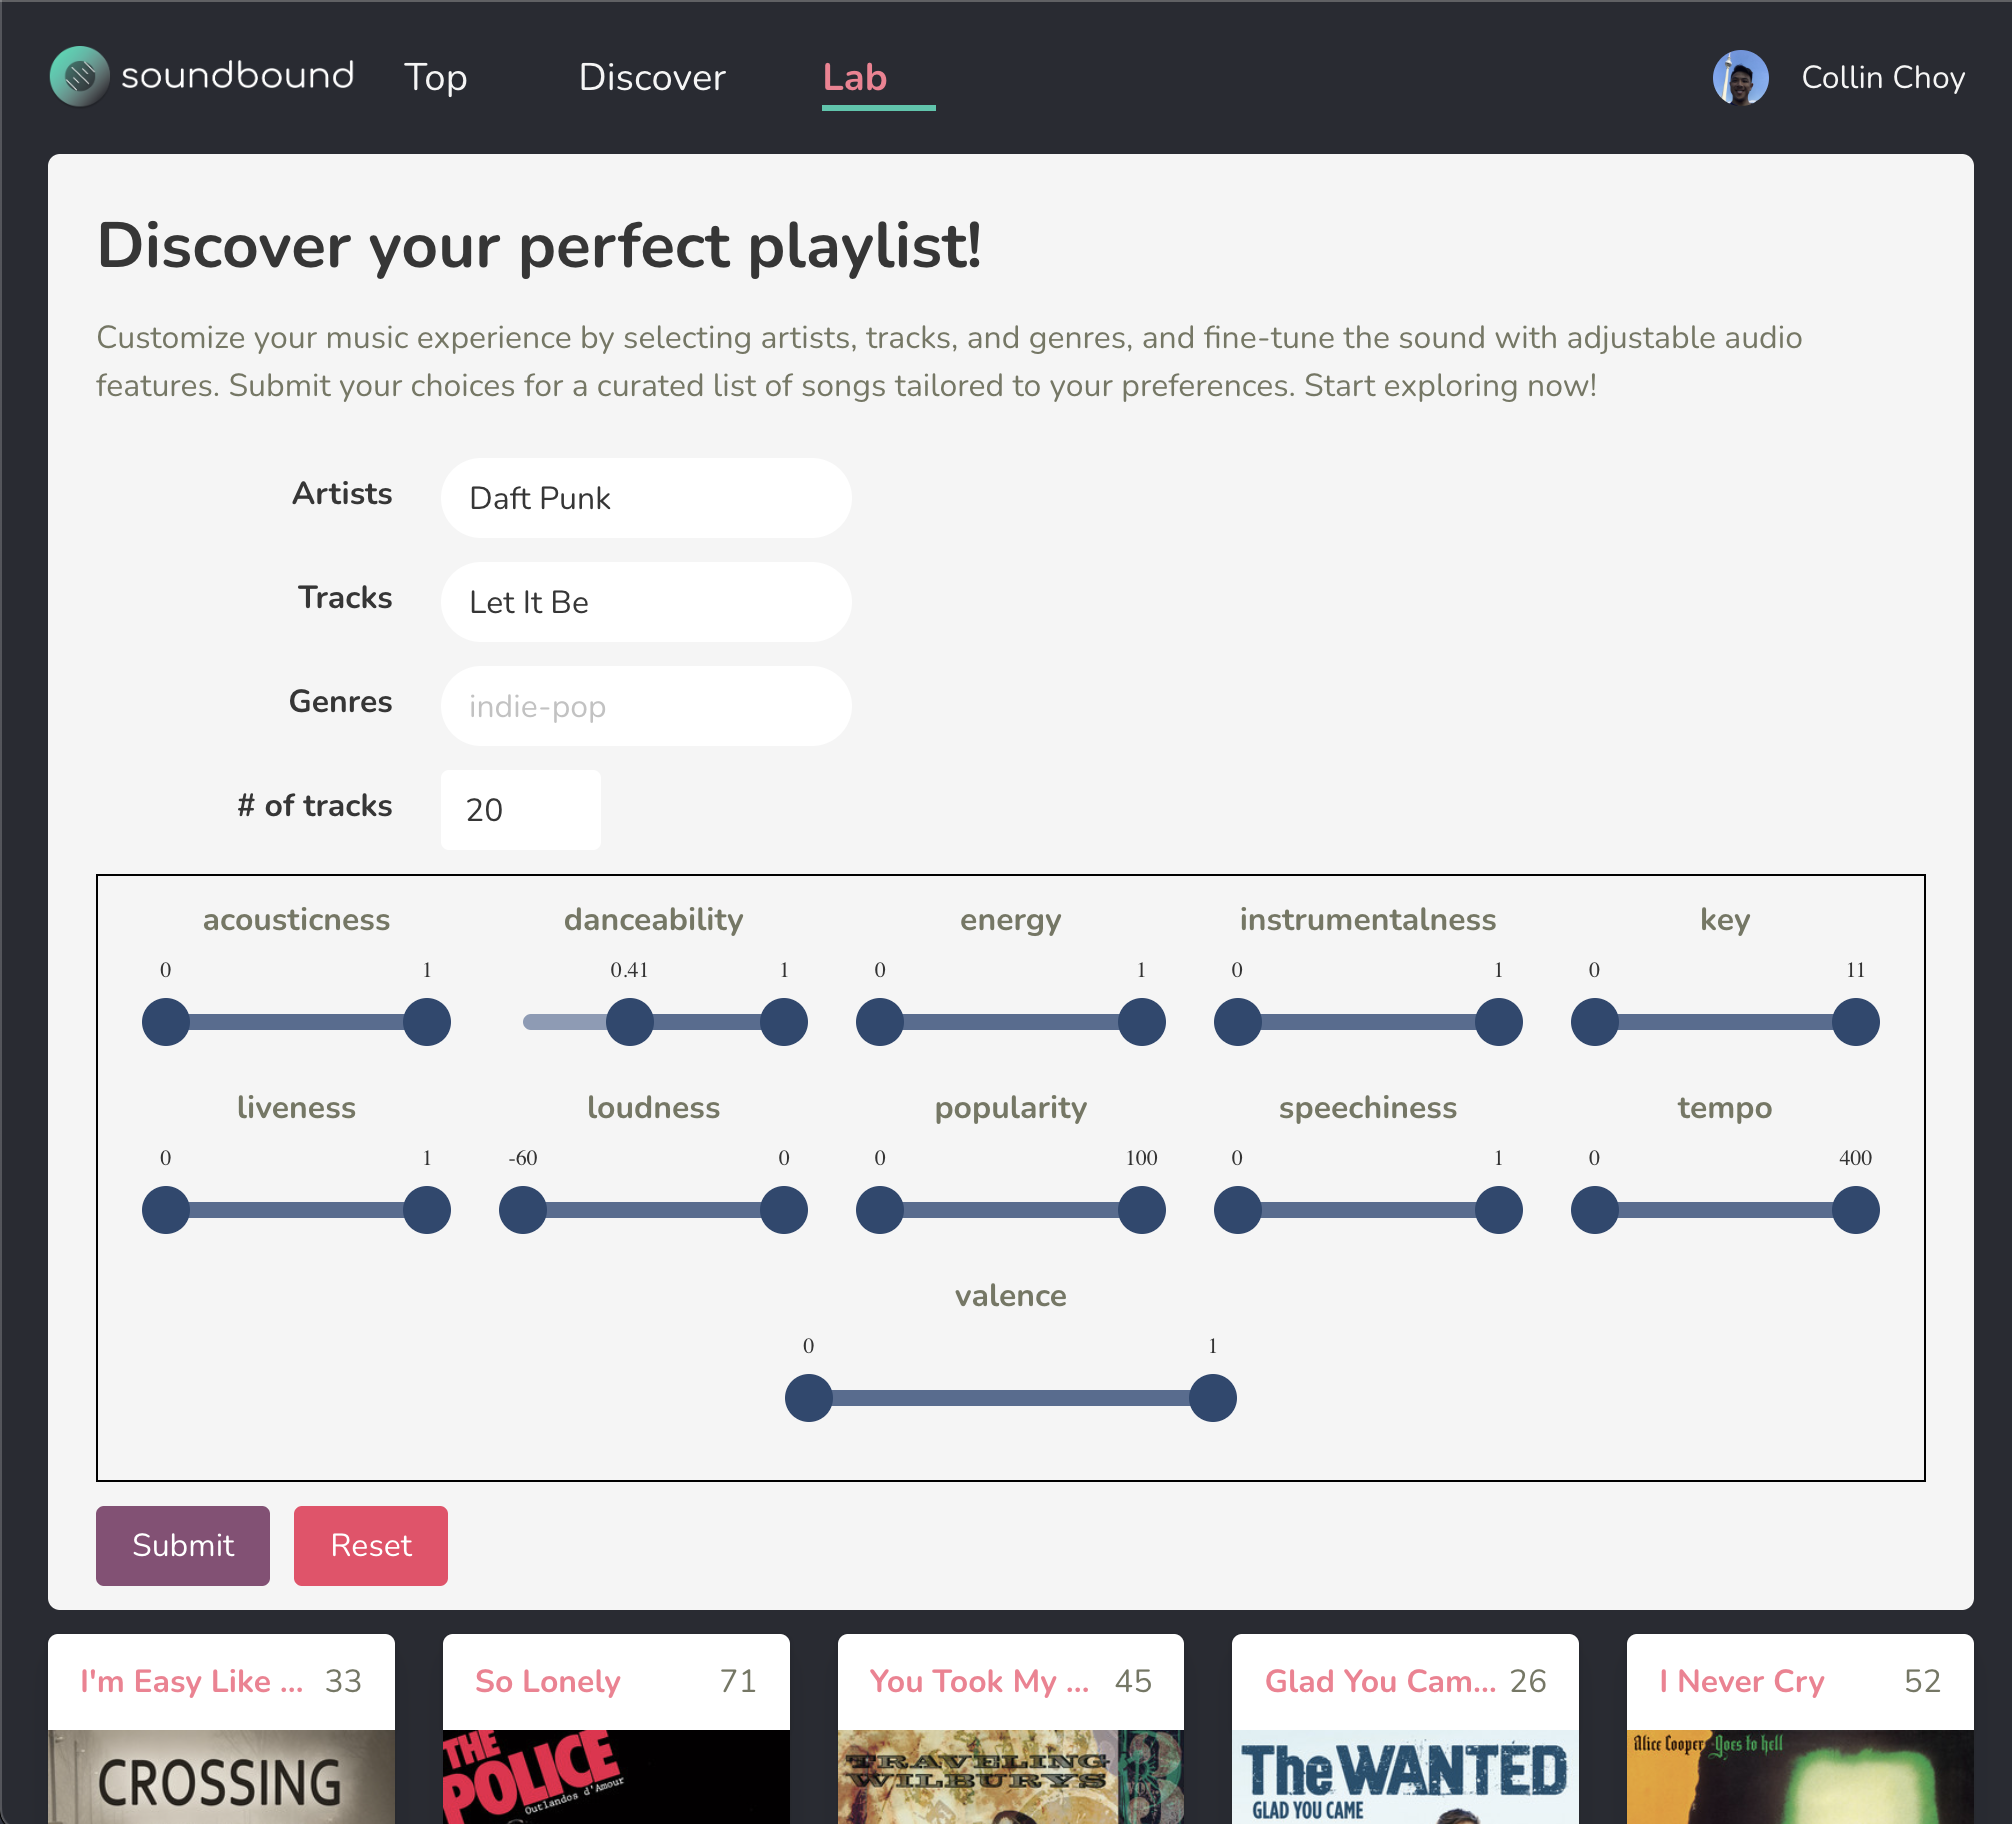 soundbound Top Discover Lab Collin Choy
Discover your perfect playlist!
Customize your music experience by selecting artists, tracks, and genres, and fine-tune the sound with adjustable audio
features. Submit your choices for a curated list of songs tailored to your preferences. Start exploring now!
Artists Daft Punk
Tracks Let It Be
Genres indie-pop
# of tracks 20
acousticness danceability energy instrumentalness key
0 1 0.41 1 0 1 0 1 0 11
liveness loudness popularity speechiness tempo
0 1 -60 0 0 100 0 1 0 400
valence
0 1
Submit Reset
I'm Easy Like ... 33 So Lonely 71 You Took My ... 45 Glad You Cam... 26 I Never Cry 52
CROSSING
THE
POLICE
Outlandos d'Amour
TRAVELING
WILBURYS
The WANTED
GLAD YOU CAME
Alice Cooper Goes to hell